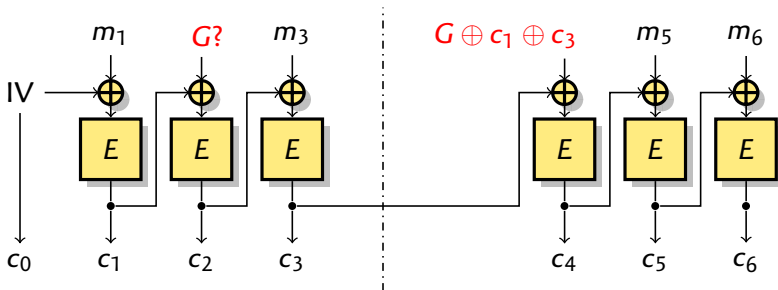 m₁ G? m₃ G ⊕ c₁ ⊕ c₃ m₅ m₆
IV
E E E E E E
c₀ c₁ c₂ c₃ c₄ c₅ c₆